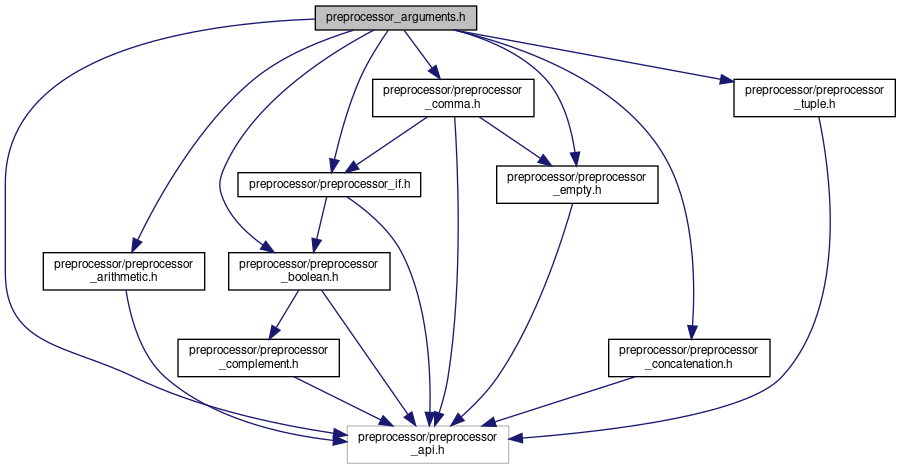 preprocessor_arguments.h
preprocessor/preprocessor
_comma.h
preprocessor/preprocessor
_tuple.h
preprocessor/preprocessor_if.h
preprocessor/preprocessor
_empty.h
preprocessor/preprocessor
_arithmetic.h
preprocessor/preprocessor
_boolean.h
preprocessor/preprocessor
_complement.h
preprocessor/preprocessor
_concatenation.h
preprocessor/preprocessor
_api.h